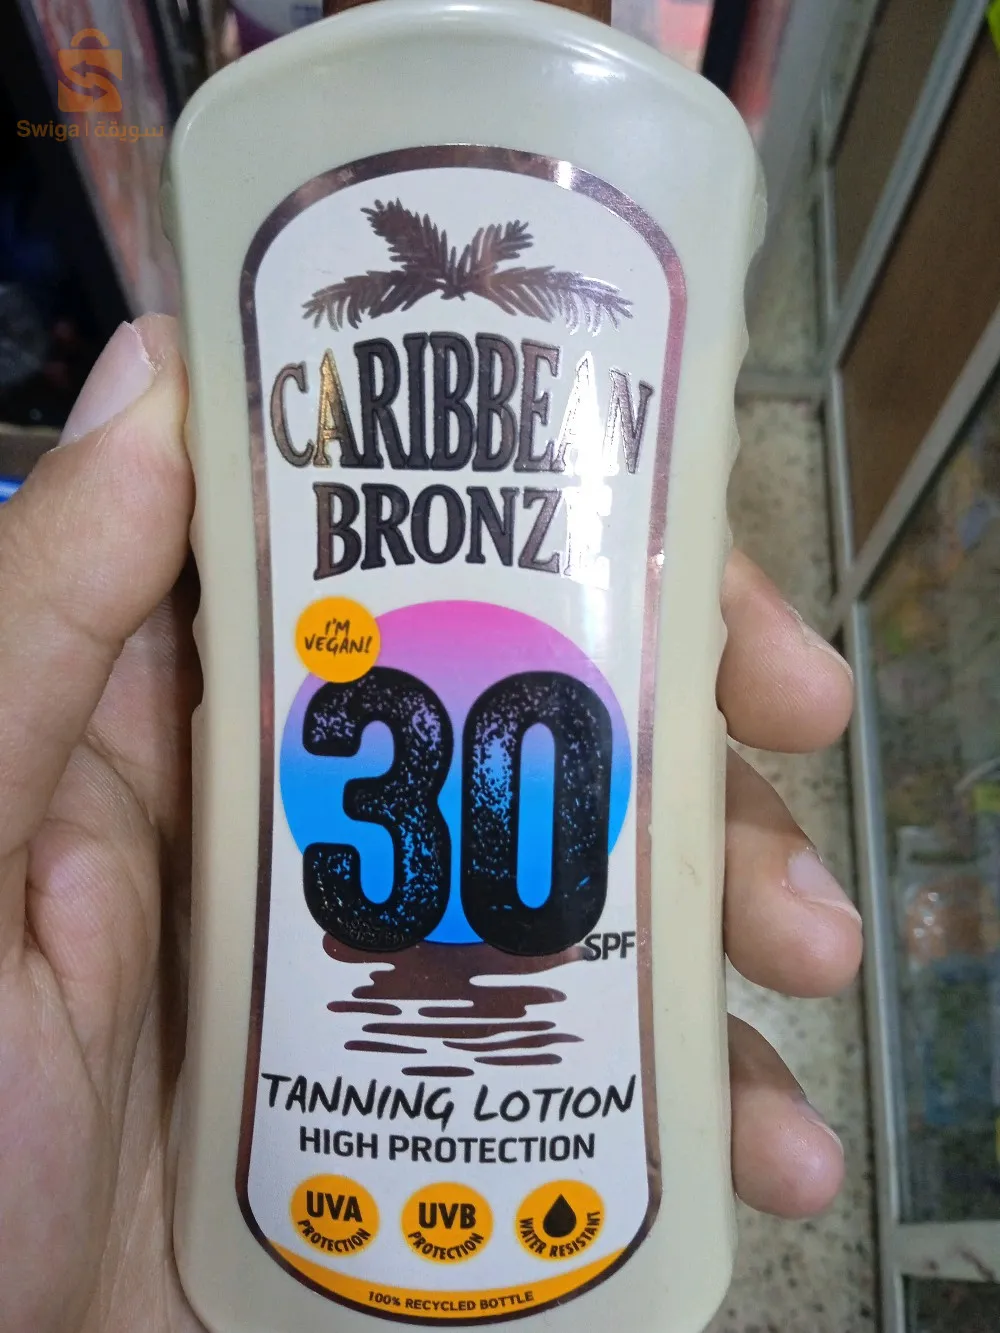 Swiga | سويقة
CARIBBEAN
BRONZE
I'M
VEGAN!
30
SPF
TANNING LOTION
HIGH PROTECTION
UVA
PROTECTION
UVB
PROTECTION
WATER RESISTANT
100% RECYCLED BOTTLE